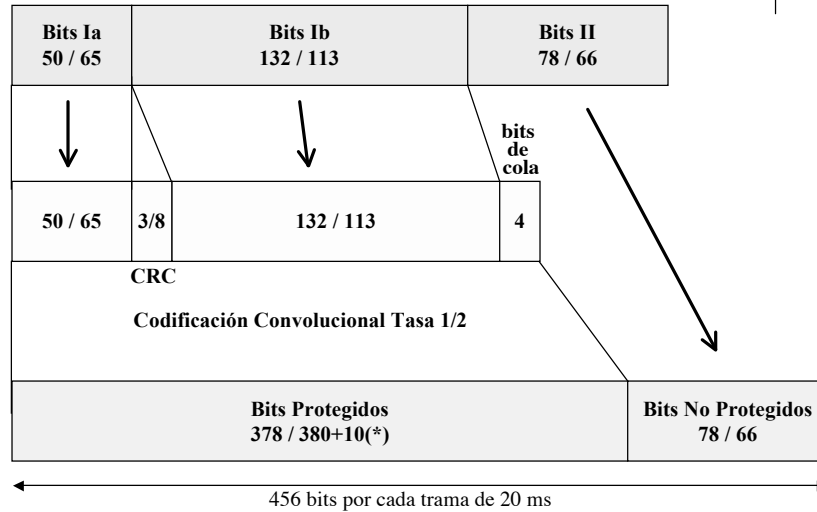 Bits Ia
50 / 65
Bits Ib
132 / 113
Bits II
78 / 66
bits
de
cola
50 / 65
3/8
132 / 113
4
CRC
Codificación Convolucional Tasa 1/2
Bits Protegidos
378 / 380+10(*)
Bits No Protegidos
78 / 66
456 bits por cada trama de 20 ms